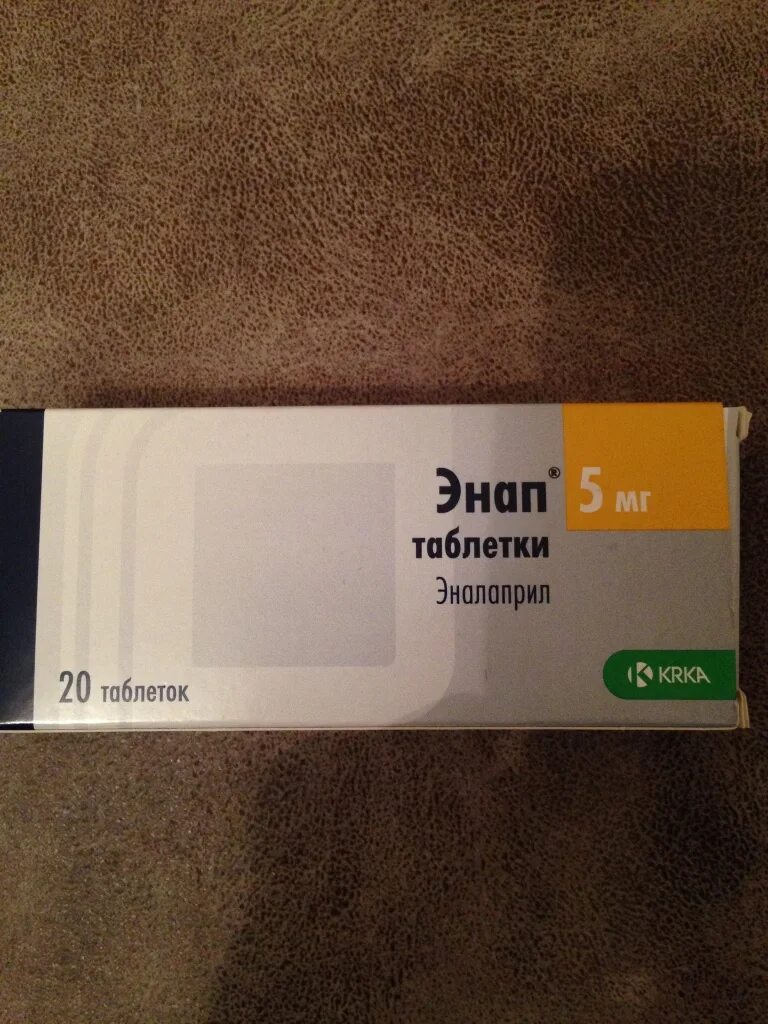 Энап® 5 мг
таблетки
Эналаприл
KRKA
20 таблеток